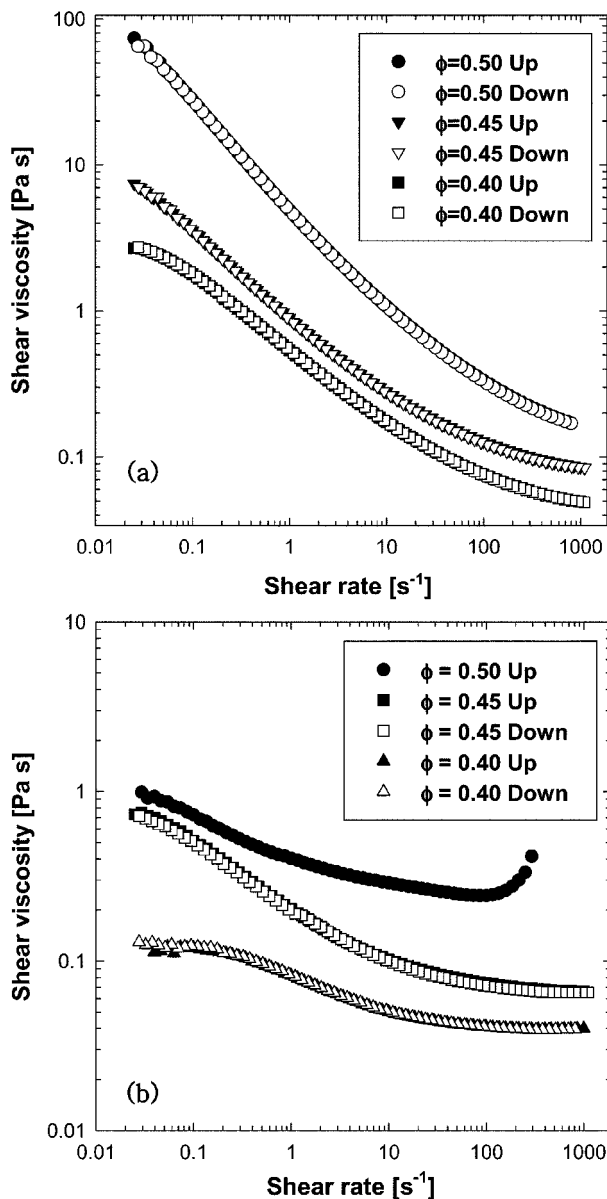 100
10
1
0.1
Shear viscosity [Pa s]
ϕ=0.50 Up
ϕ=0.50 Down
ϕ=0.45 Up
ϕ=0.45 Down
ϕ=0.40 Up
ϕ=0.40 Down
(a)
0.01 0.1 1 10 100 1000
Shear rate [s⁻¹]
10
1
0.1
0.01
Shear viscosity [Pa s]
ϕ = 0.50 Up
ϕ = 0.45 Up
ϕ = 0.45 Down
ϕ = 0.40 Up
ϕ = 0.40 Down
(b)
0.01 0.1 1 10 100 1000
Shear rate [s⁻¹]